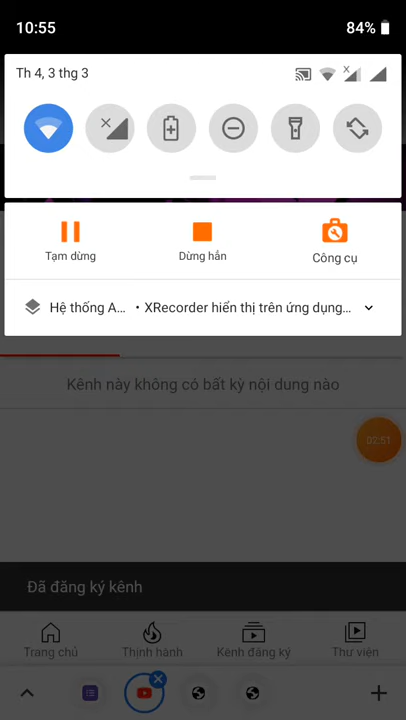 10:55
84%
Th 4, 3 thg 3
Tạm dừng
Dừng hẳn
Công cụ
Hệ thống A... • XRecorder hiển thị trên ứng dụng...
Kênh này không có bất kỳ nội dung nào
02:51
Đã đăng ký kênh
Trang chủ
Thịnh hành
Kênh đăng ký
Thư viện